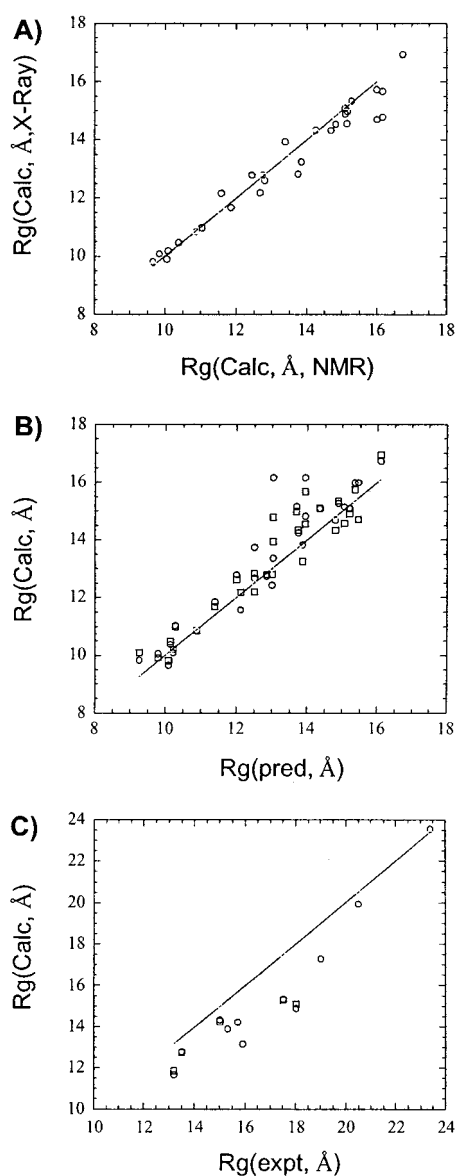 A)
Rg(Calc, Å,X-Ray)
18
16
14
12
10
8
8 10 12 14 16 18
Rg(Calc, Å, NMR)
B)
Rg(Calc, Å)
18
16
14
12
10
8
8 10 12 14 16 18
Rg(pred, Å)
C)
Rg(Calc, Å)
24
22
20
18
16
14
12
10
10 12 14 16 18 20 22 24
Rg(expt, Å)